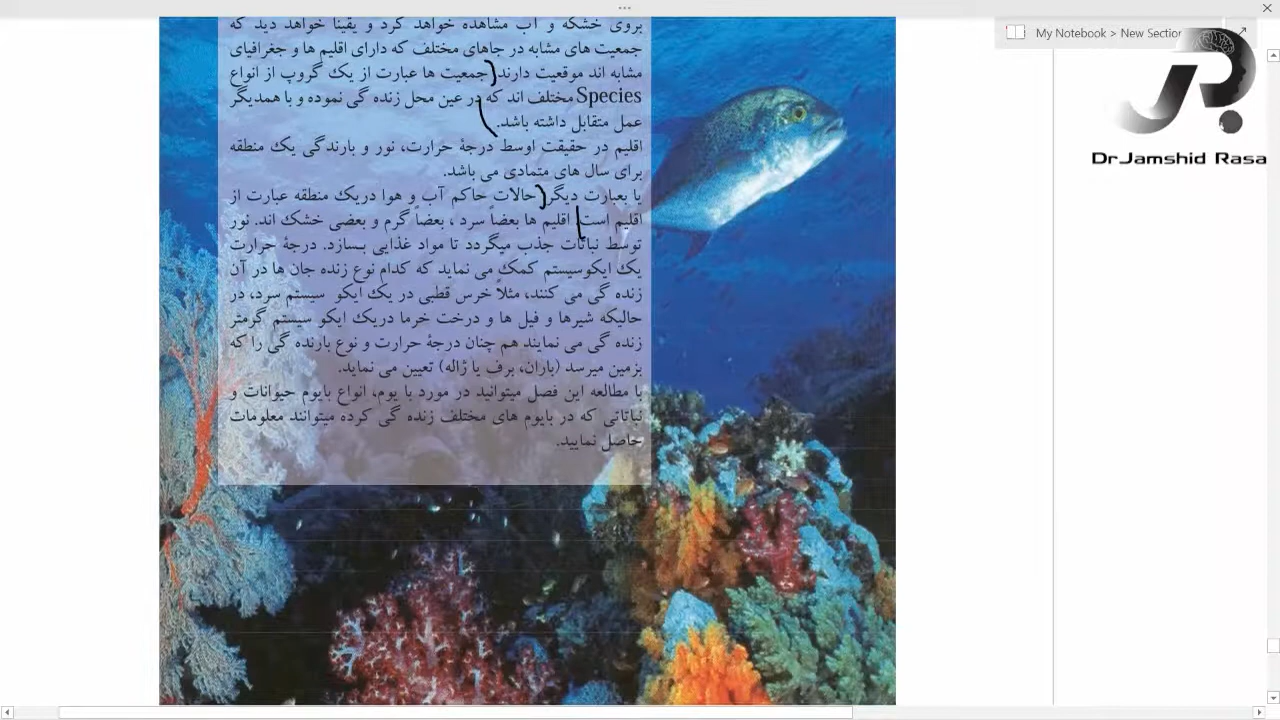 My Notebook > New Section
DrJamshid Rasa
بروی خشکه و آب مشاهده خواهد کرد و یقیناً خواهد دید که
جمعیت های مشابه در جاهای مختلف که دارای اقلیم ها و جغرافیای
مشابه اند موقعیت دارند جمعیت ها عبارت از یک گروپ از انواع
Species مختلف اند که در عین محل زنده گی نموده و با همدیگر
عمل متقابل داشته باشد.
اقلیم در حقیقت اوسط درجهٔ حرارت، نور و بارندگی یک منطقه
برای سال های متمادی می باشد.
یا بعبارت دیگر حالات حاکم آب و هوا دریک منطقه عبارت از
اقلیم است اقلیم ها بعضاً سرد ، بعضاً گرم و بعضی خشک اند. نور
توسط نباتات جذب میگردد تا مواد غذایی بـسازد. درجهٔ حرارت
یک ایکوسیستم کمک می نماید که کدام نوع زنده جان ها در آن
زنده گی می کنند، مثلاً خرس قطبی در یک ایکو سیستم سرد، در
حالیکه شیرها و فیل ها و درخت خرما دریک ایکو سیستم گرمتر
زنده گی می نمایند هم چنان درجهٔ حرارت و نوع بارنده گی را که
بزمین میرسد (باران، برف یا ژاله) تعیین می نماید.
با مطالعه این فصل میتوانید در مورد با یوم، انواع بایوم حیوانات و
نباتاتی که در بایوم های مختلف زنده گی کرده میتوانند معلومات
حاصل نمایید.